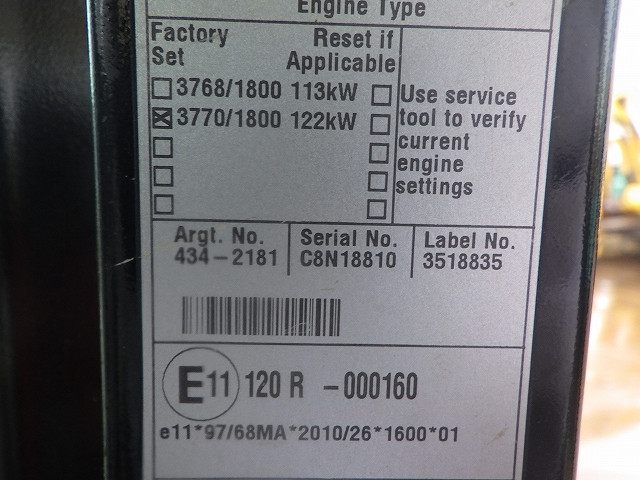 Engine Type
Factory Set
Reset if Applicable
3768/1800 113kW
3770/1800 122kW
Use service
tool to verify
current
engine
settings
Argt. No.
434-2181
Serial No.
C8N18810
Label No.
3518835
E11 120 R -000160
e11*97/68MA*2010/26*1600*01